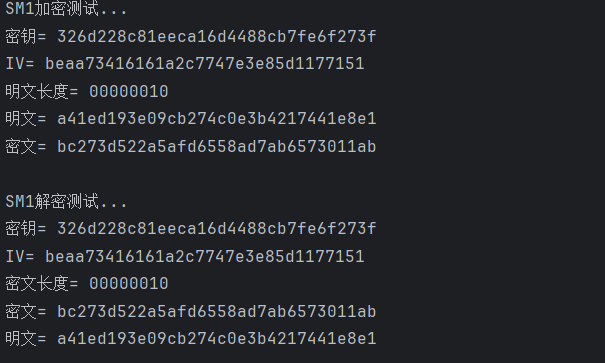 SM1加密测试...
密钥= 326d228c81eeca16d4488cb7fe6f273f
IV= beaa73416161a2c7747e3e85d1177151
明文长度= 00000010
明文= a41ed193e09cb274c0e3b4217441e8e1
密文= bc273d522a5afd6558ad7ab6573011ab
SM1解密测试...
密钥= 326d228c81eeca16d4488cb7fe6f273f
IV= beaa73416161a2c7747e3e85d1177151
密文长度= 00000010
密文= bc273d522a5afd6558ad7ab6573011ab
明文= a41ed193e09cb274c0e3b4217441e8e1